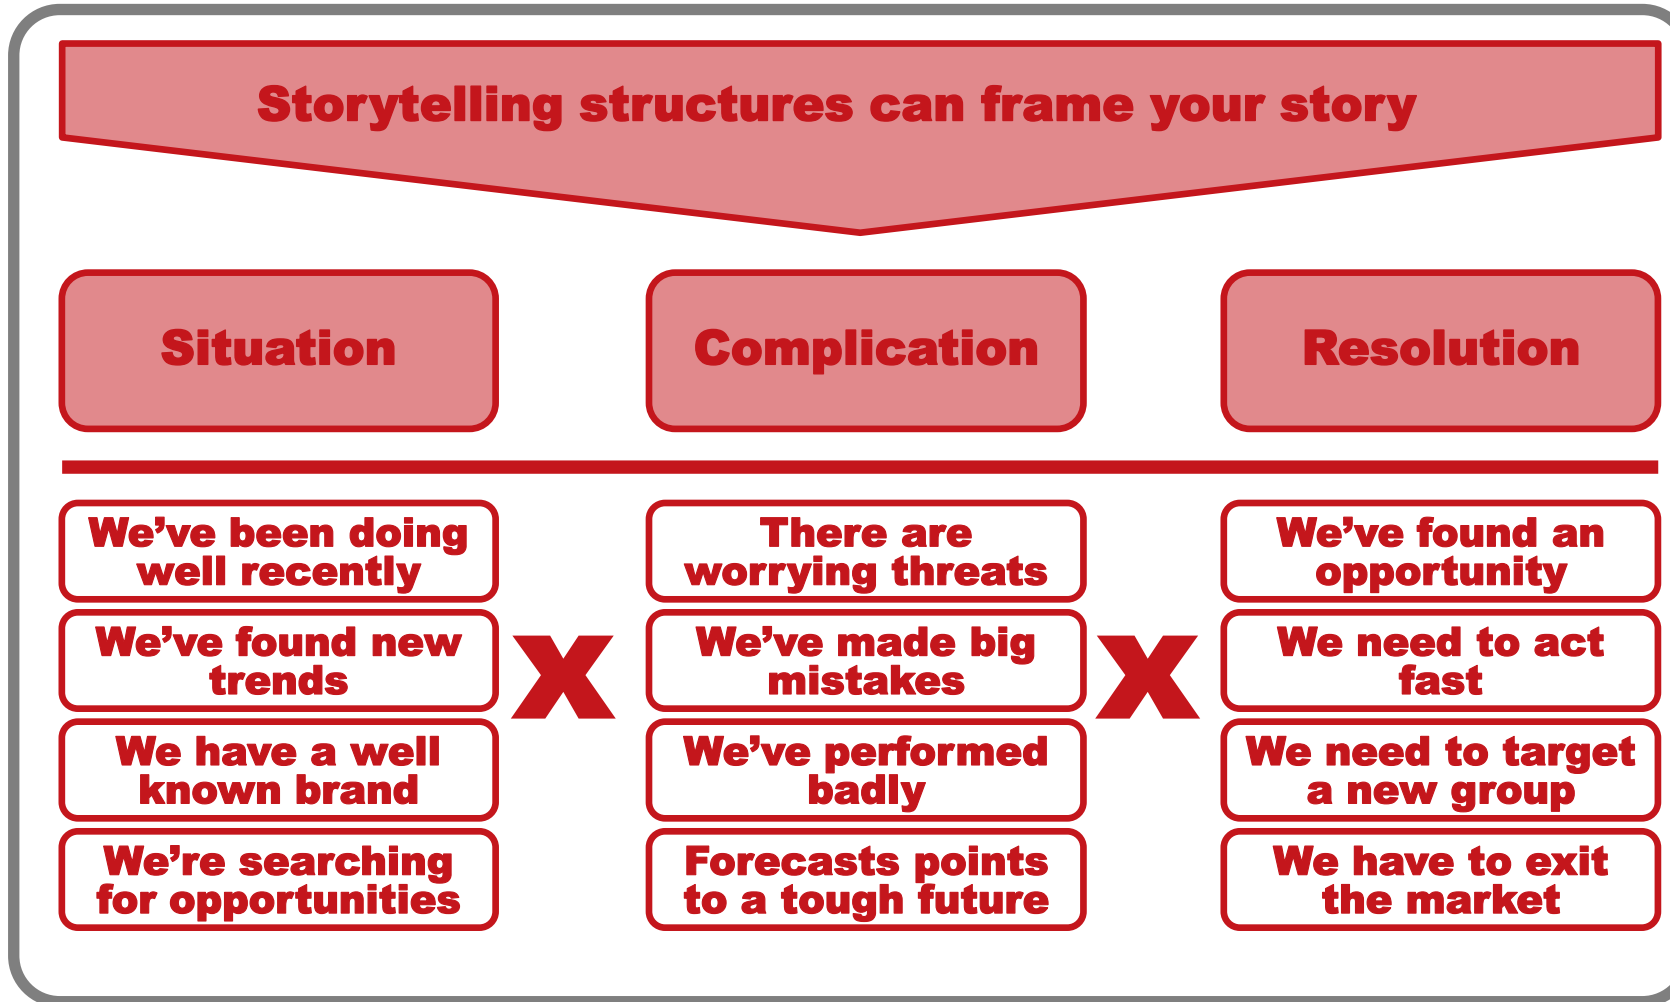 Storytelling structures can frame your story
Situation
Complication
Resolution
We’ve been doing
well recently
We’ve found new
trends
We have a well
known brand
We’re searching
for opportunities
X
There are
worrying threats
We’ve made big
mistakes
We’ve performed
badly
Forecasts points
to a tough future
X
We’ve found an
opportunity
We need to act
fast
We need to target
a new group
We have to exit
the market